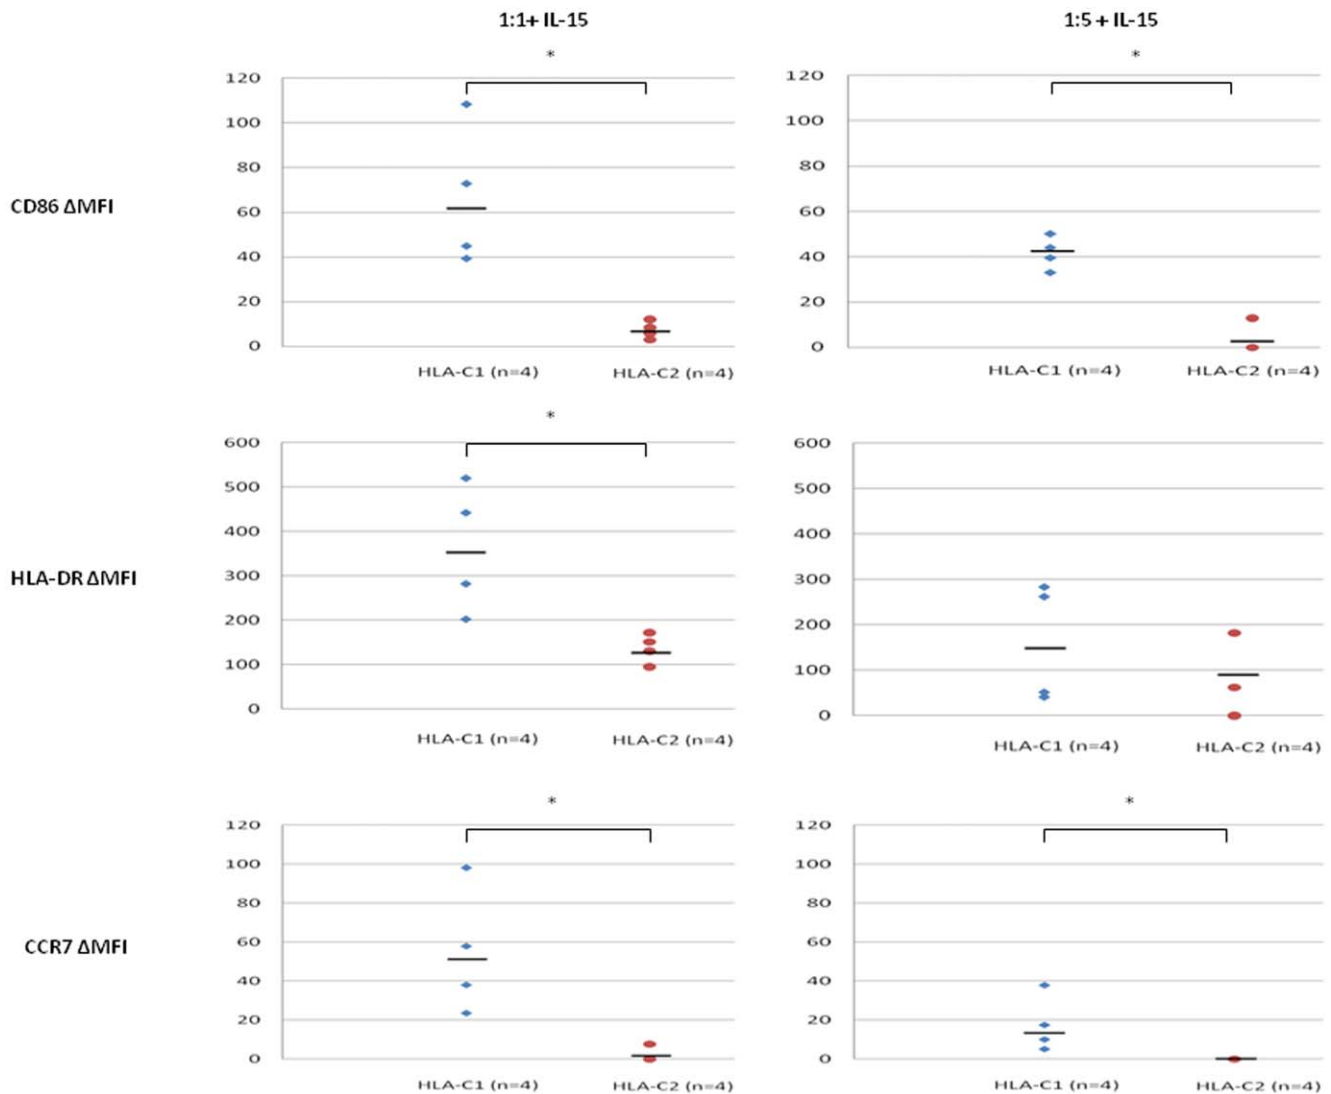 1:1+ IL-15
1:5 + IL-15
*
*
120
100
80
60
40
20
0
CD86 ΔMFI
HLA-C1 (n=4)
HLA-C2 (n=4)
120
100
80
60
40
20
0
HLA-C1 (n=4)
HLA-C2 (n=4)
*
600
500
400
300
200
100
0
HLA-DR ΔMFI
HLA-C1 (n=4)
HLA-C2 (n=4)
600
500
400
300
200
100
0
HLA-C1 (n=4)
HLA-C2 (n=4)
*
*
120
100
80
60
40
20
0
CCR7 ΔMFI
HLA-C1 (n=4)
HLA-C2 (n=4)
120
100
80
60
40
20
0
HLA-C1 (n=4)
HLA-C2 (n=4)